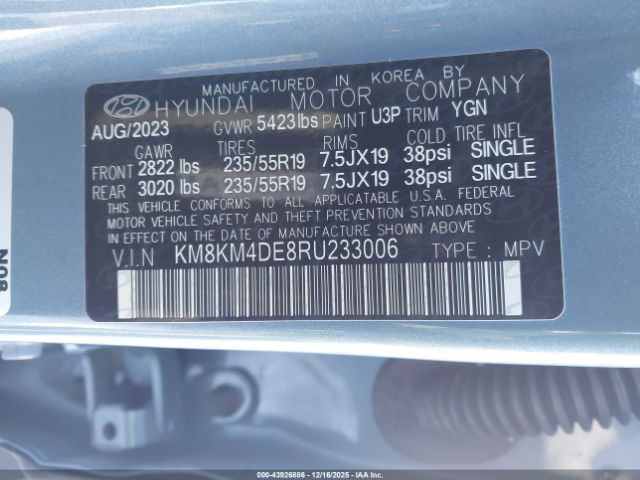 MANUFACTURED IN KOREA BY
HYUNDAI MOTOR COMPANY
AUG/2023 GVWR 5423lbs PAINT U3P TRIM YGN
GAWR TIRES RIMS COLD TIRE INFL
FRONT 2822 lbs 235/55R19 7.5JX19 38psi SINGLE
REAR 3020 lbs 235/55R19 7.5JX19 38psi SINGLE
THIS VEHICLE CONFORMS TO ALL APPLICABLE U.S.A. FEDERAL
MOTOR VEHICLE SAFETY AND THEFT PREVENTION STANDARDS
IN EFFECT ON THE DATE OF MANUFACTURE SHOWN ABOVE
V.I.N KM8KM4DE8RU233006 TYPE : MPV
N08
000-43926886 - 12/16/2025 - IAAI.COM